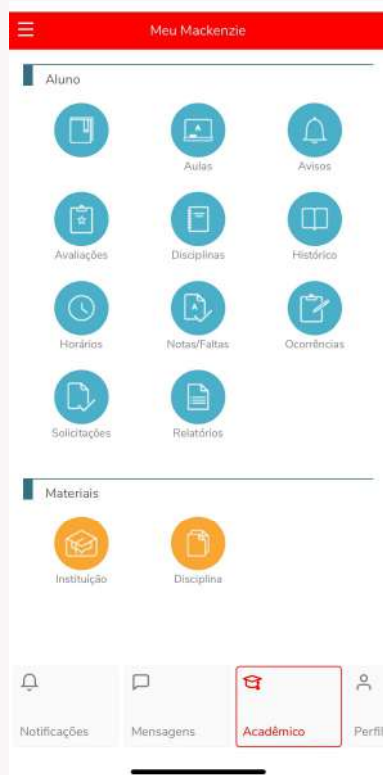 Meu Mackenzie
Aluno
Aulas
Avisos
Avaliações
Disciplinas
Histórico
Horários
Notas/Faltas
Ocorrências
Solicitações
Relatórios
Materiais
Instituição
Disciplina
Notificações
Mensagens
Acadêmico
Perfil